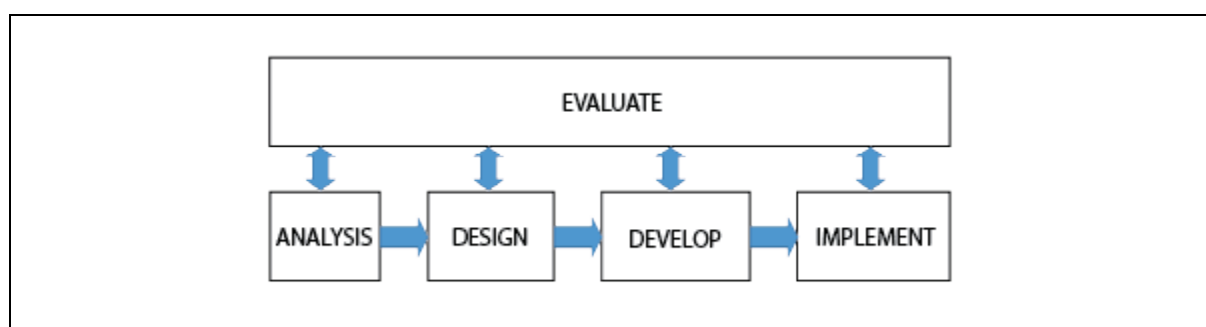 EVALUATE
ANALYSIS
DESIGN
DEVELOP
IMPLEMENT